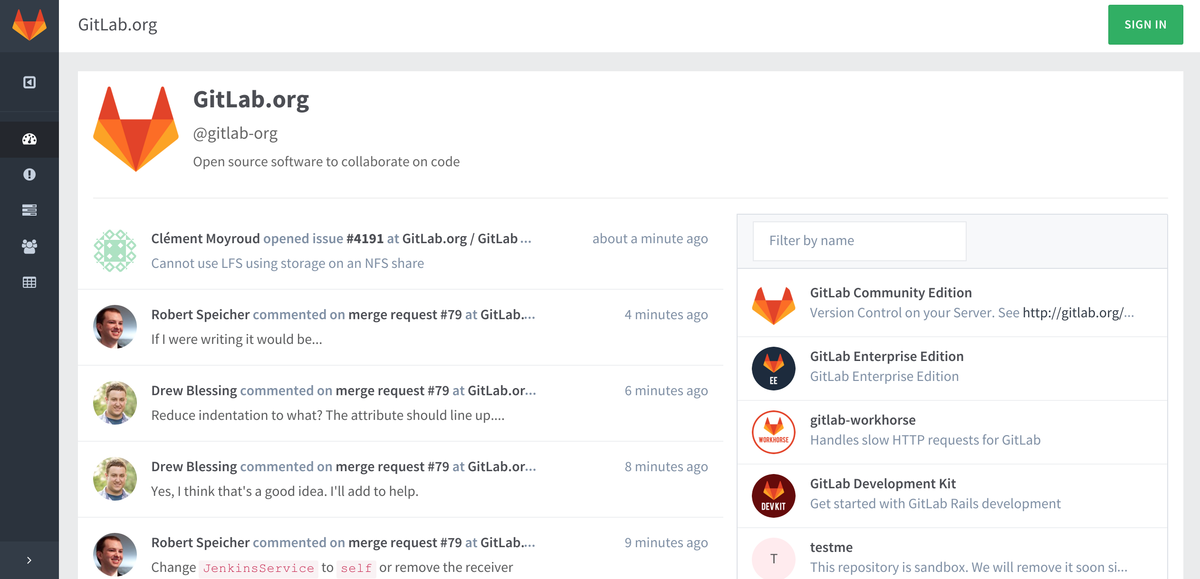 GitLab.org
SIGN IN
GitLab.org
@gitlab-org
Open source software to collaborate on code
Clément Moyroud opened issue #4191 at GitLab.org / GitLab ...
about a minute ago
Cannot use LFS using storage on an NFS share
Robert Speicher commented on merge request #79 at GitLab....
4 minutes ago
If I were writing it would be...
Drew Blessing commented on merge request #79 at GitLab.or...
6 minutes ago
Reduce indentation to what? The attribute should line up....
Drew Blessing commented on merge request #79 at GitLab.or...
8 minutes ago
Yes, I think that's a good idea. I'll add to help.
Robert Speicher commented on merge request #79 at GitLab....
9 minutes ago
Change JenkinsService to self or remove the receiver
Filter by name
GitLab Community Edition
Version Control on your Server. See http://gitlab.org/...
EE
GitLab Enterprise Edition
GitLab Enterprise Edition
WORKHORSE
gitlab-workhorse
Handles slow HTTP requests for GitLab
DEVKIT
GitLab Development Kit
Get started with GitLab Rails development
T
testme
This repository is sandbox. We will remove it soon si...